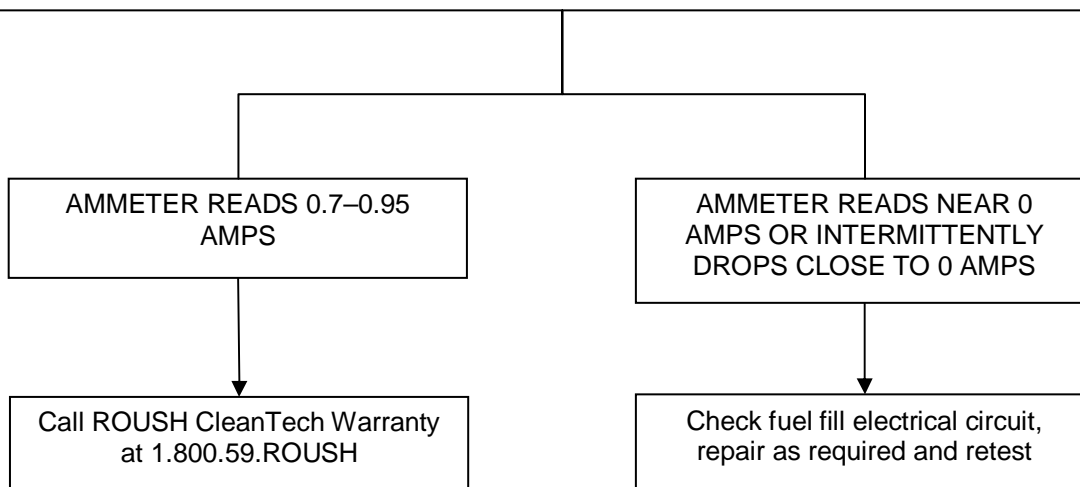 AMMETER READS 0.7–0.95
AMPS
AMMETER READS NEAR 0
AMPS OR INTERMITTENTLY
DROPS CLOSE TO 0 AMPS
Call ROUSH CleanTech Warranty
at 1.800.59.ROUSH
Check fuel fill electrical circuit,
repair as required and retest